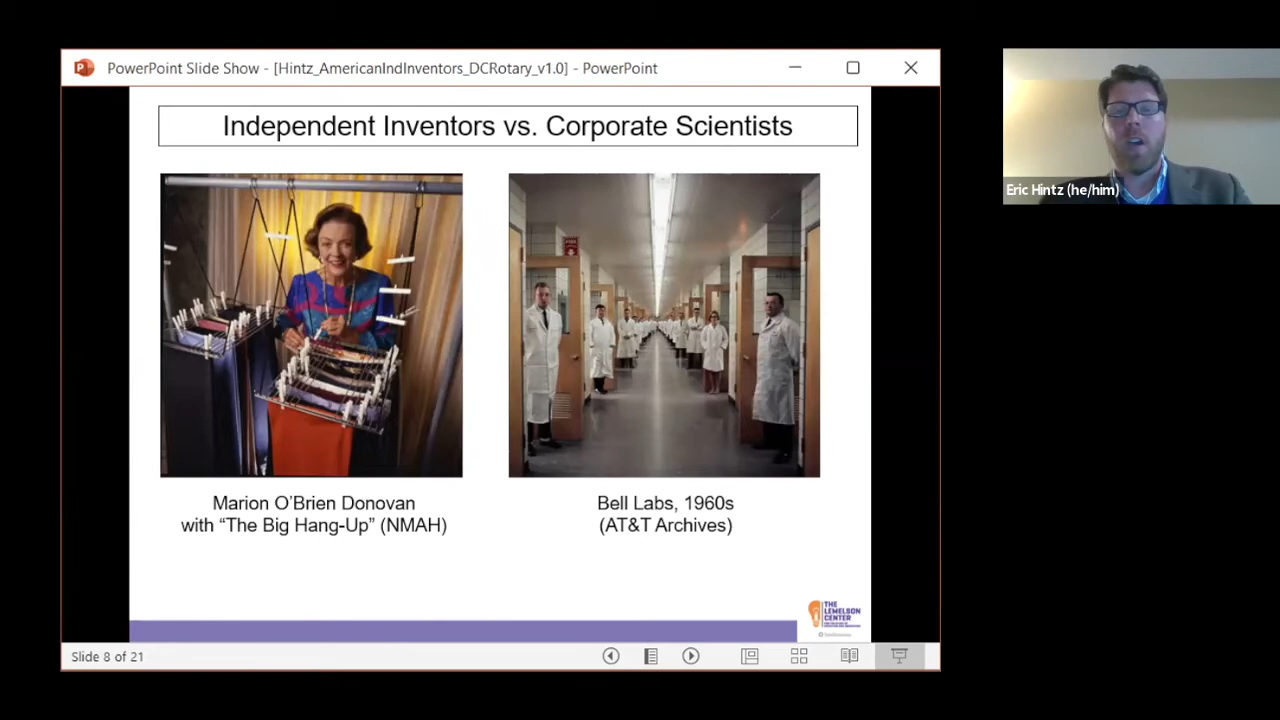 PowerPoint Slide Show - [Hintz_AmericanIndInventors_DCRotary_v1.0] - PowerPoint
Independent Inventors vs. Corporate Scientists
Eric Hintz (he/him)
Marion O'Brien Donovan
with “The Big Hang-Up” (NMAH)
Bell Labs, 1960s
(AT&T Archives)
THE
LEMELSON
CENTER
Slide 8 of 21